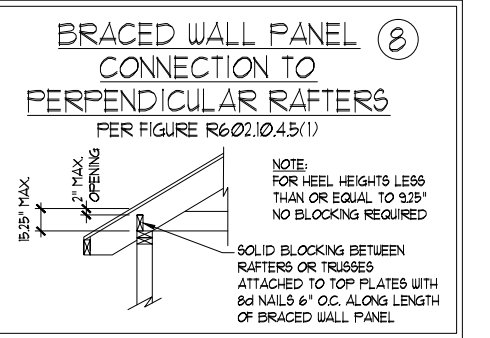 BRACED WALL PANEL
8
CONNECTION TO
PERPENDICULAR RAFTERS
PER FIGURE R602.10.4.5(1)
15.25" MAX.
2" MAX.
OPENING
NOTE:
FOR HEEL HEIGHTS LESS
THAN OR EQUAL TO 9.25"
NO BLOCKING REQUIRED
SOLID BLOCKING BETWEEN
RAFTERS OR TRUSSES
ATTACHED TO TOP PLATES WITH
8d NAILS 6" O.C. ALONG LENGTH
OF BRACED WALL PANEL